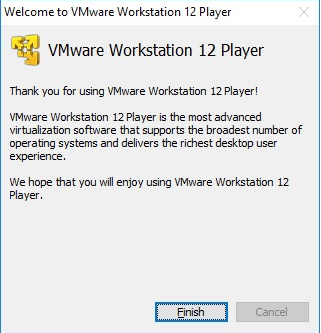 Welcome to VMware Workstation 12 Player
VMware Workstation 12 Player
Thank you for using VMware Workstation 12 Player!
VMware Workstation 12 Player is the most advanced
virtualization software that supports the broadest number of
operating systems and delivers the richest desktop user
experience.
We hope that you will enjoy using VMware Workstation 12
Player.
Finish
Cancel